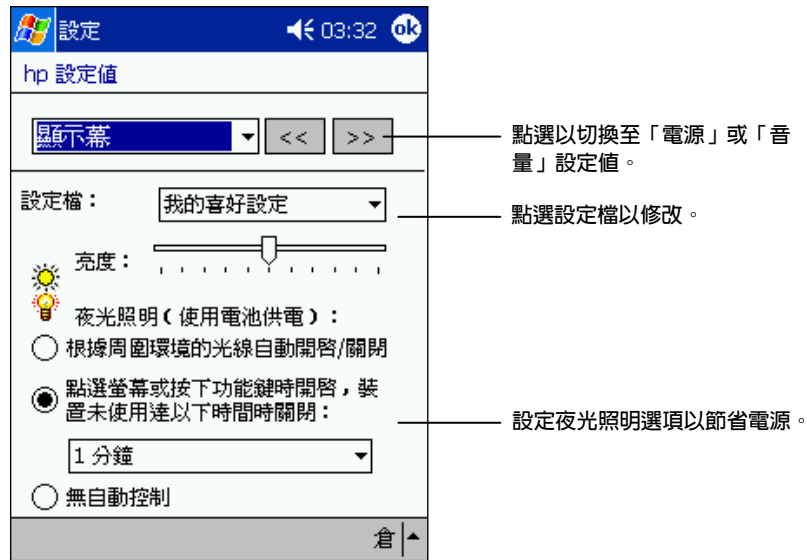 設定 03:32 ok
hp 設定值
顯示幕 << >>
點選以切換至「電源」或「音
量」設定值。
設定檔：我的喜好設定
點選設定檔以修改。
亮度：
夜光照明（使用電池供電）：
根據周圍環境的光線自動開啓/關閉
點選螢幕或按下功能鍵時開啓，裝
置未使用達以下時間時關閉：
設定夜光照明選項以節省電源。
1 分鐘
無自動控制
倉